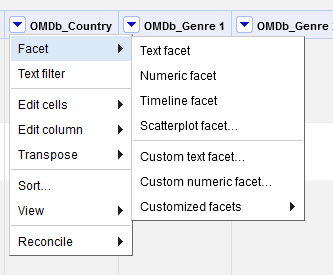 OMDb_Country
OMDb_Genre 1
OMDb_Genre
Facet
Text filter
Edit cells
Edit column
Transpose
Sort...
View
Reconcile
Text facet
Numeric facet
Timeline facet
Scatterplot facet...
Custom text facet...
Custom numeric facet...
Customized facets